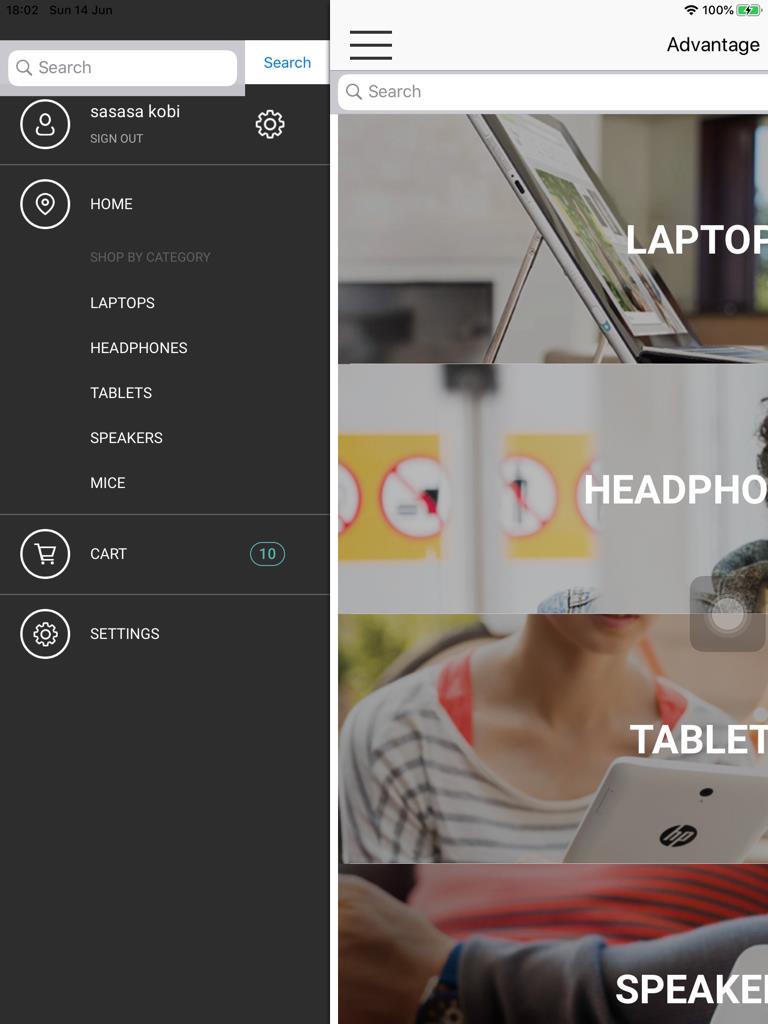 18:02 Sun 14 Jun
100%
Search
Search
sasasa kobi
SIGN OUT
HOME
SHOP BY CATEGORY
LAPTOPS
HEADPHONES
TABLETS
SPEAKERS
MICE
CART
10
SETTINGS
Advantage
Search
LAPTOP
HEADPHO
TABLET
hp
SPEAKE